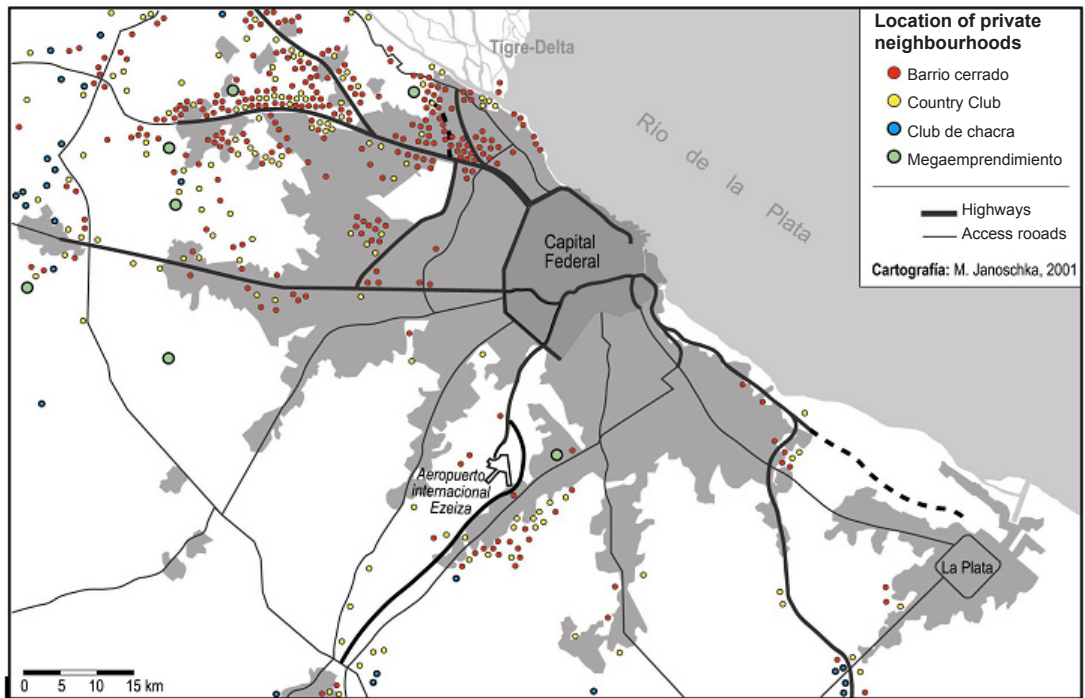 Tigre-Delta
Río de la Plata
Capital
Federal
Aeropuerto
internacional
Ezeiza
La Plata
0 5 10 15 km
Location of private
neighbourhoods
Barrio cerrado
Country Club
Club de chacra
Megaemprendimiento
Highways
Access rooads
Cartografía: M. Janoschka, 2001